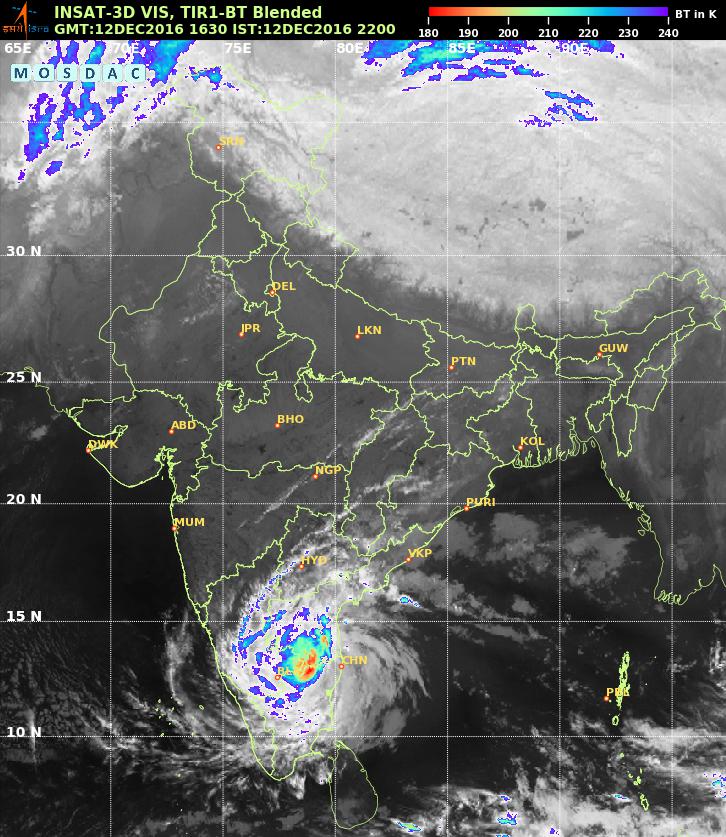 INSAT-3D VIS, TIR1-BT Blended
GMT:12DEC2016 1630 IST:12DEC2016 2200
BT in K
180 190 200 210 220 230 240
65E 70E 75E 80E 85E 90E
MOSDAC
SRN
30 N
DEL
JPR
LKN
GUW
PTN
25 N
ABD
BHO
DWK
KOL
NGP
20 N
PURI
MUM
VKP
HYD
15 N
CHN
PBL
10 N